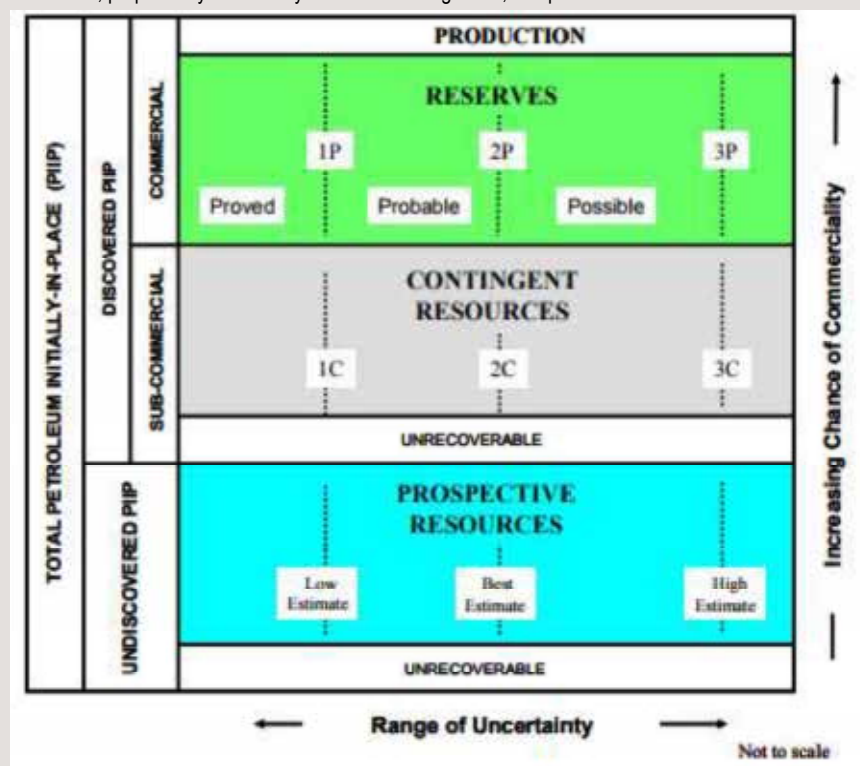 PRODUCTION
RESERVES
1P
2P
3P
Proved
Probable
Possible
CONTINGENT
RESOURCES
1C
2C
3C
UNRECOVERABLE
PROSPECTIVE
RESOURCES
Low
Estimate
Best
Estimate
High
Estimate
UNRECOVERABLE
TOTAL PETROLEUM INITIALLY-IN-PLACE (PIIP)
DISCOVERED PIIP
UNDISCOVERED PIIP
COMMERCIAL
SUB-COMMERCIAL
Increasing Chance of Commerciality
Range of Uncertainty
Not to scale